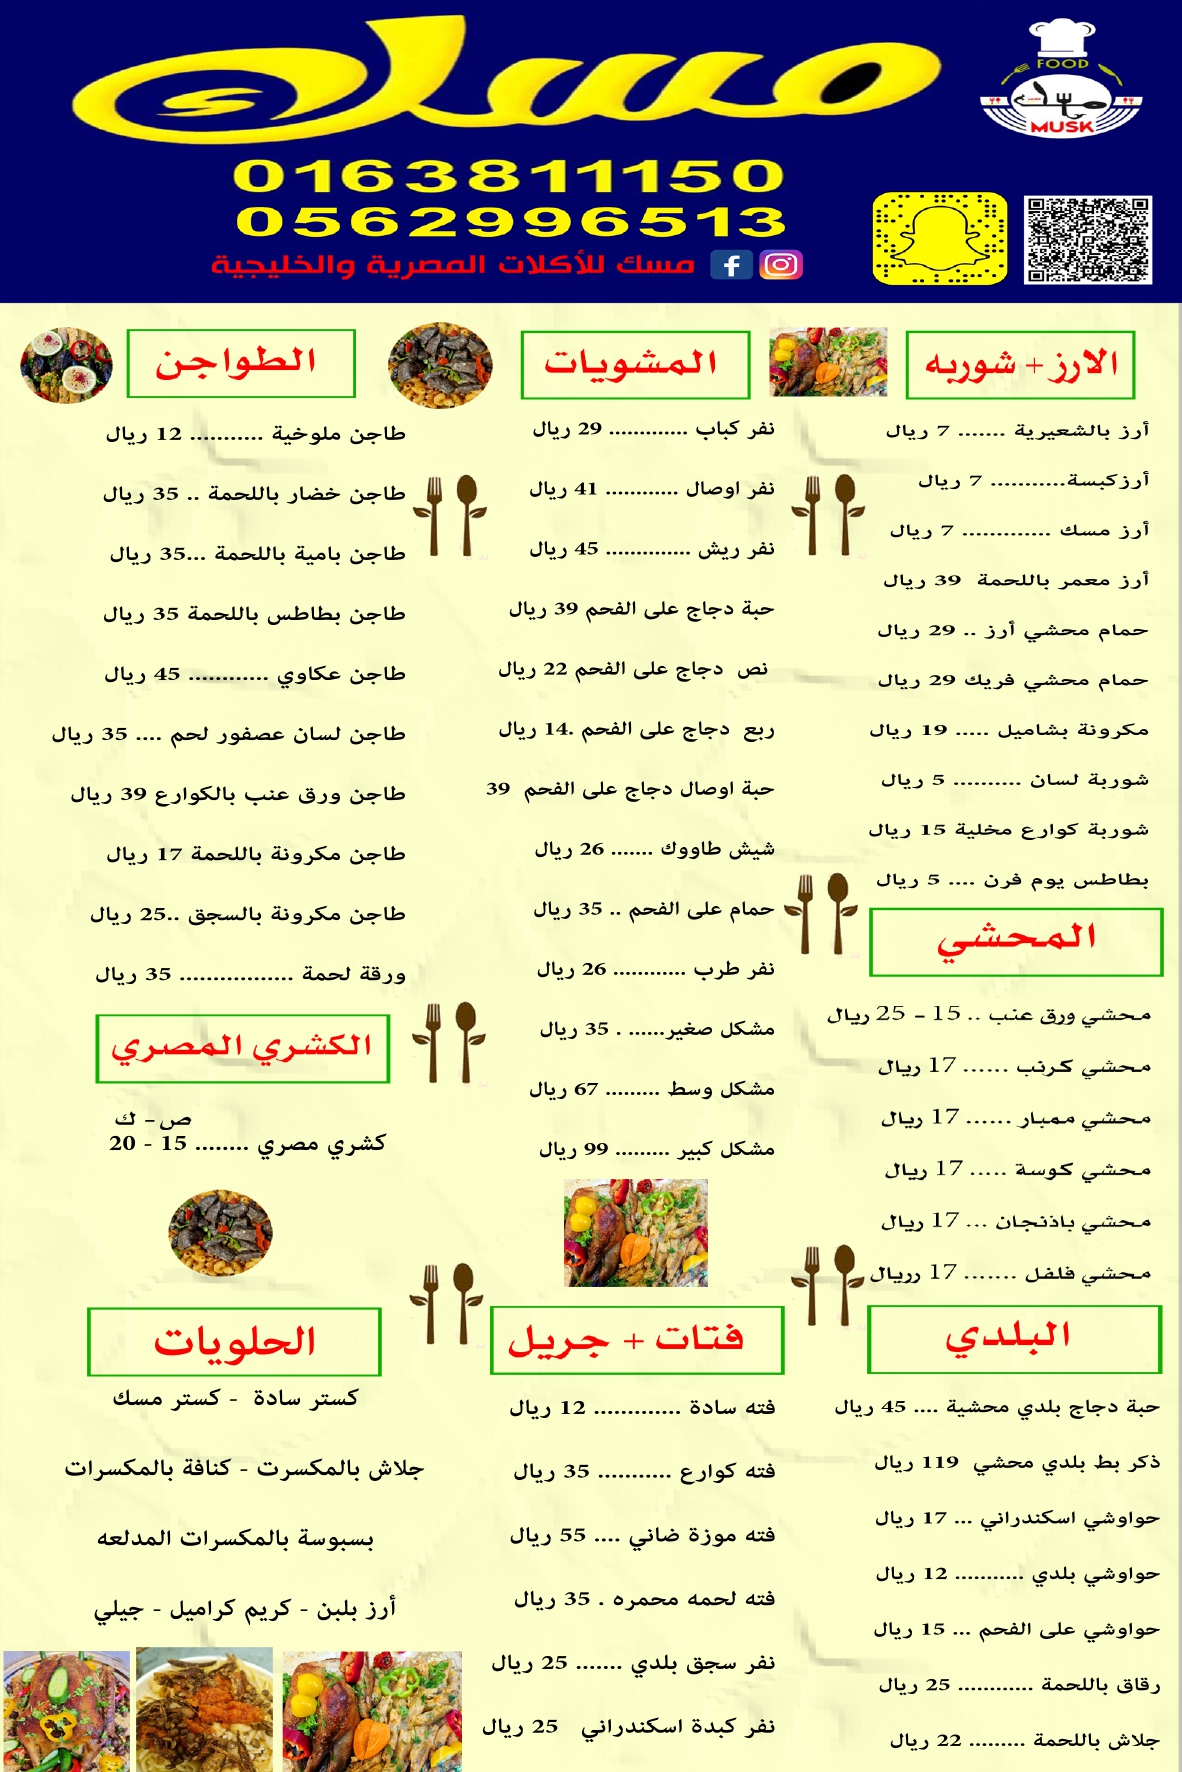 مسك
FOOD
MUSK
0163811150
0562996513
مسك للأكلات المصرية والخليجية
الارز + شوربه
أرز بالشعيرية ....... 7 ريال
أرزكبسة........... 7 ريال
أرز مسك ............. 7 ريال
أرز معمر باللحمة 39 ريال
حمام محشي أرز .. 29 ريال
حمام محشي فريك 29 ريال
مكرونة بشاميل ..... 19 ريال
شوربة لسان .......... 5 ريال
شوربة كوارع مخلية 15 ريال
بطاطس يوم فرن .... 5 ريال
المحشي
محشي ورق عنب .. 15 - 25 ريال
محشي كرنب ...... 17 ريال
محشي ممبار ...... 17 ريال
محشي كوسة ..... 17 ريال
محشي باذنجان ... 17 ريال
محشي فلفل ....... 17 رريال
البلدي
حبة دجاج بلدي محشية .... 45 ريال
ذكر بط بلدي محشي 119 ريال
حواوشي اسكندراني ... 17 ريال
حواوشي بلدي ........... 12 ريال
حواوشي على الفحم ... 15 ريال
رقاق باللحمة ............ 25 ريال
جلاش باللحمة ......... 22 ريال
المشويات
نفر كباب ............. 29 ريال
نفر اوصال ............ 41 ريال
نفر ريش .............. 45 ريال
حبة دجاج على الفحم 39 ريال
نص دجاج على الفحم 22 ريال
ربع دجاج على الفحم .14 ريال
حبة اوصال دجاج على الفحم 39
شيش طاووك ....... 26 ريال
حمام على الفحم .. 35 ريال
نفر طرب ............ 26 ريال
مشكل صغير...... . 35 ريال
مشكل وسط ......... 67 ريال
مشكل كبير ......... 99 ريال
فتات + جريل
فته سادة ............. 12 ريال
فته كوارع ........... 35 ريال
فته موزة ضاني .... 55 ريال
فته لحمه محمره . 35 ريال
نفر سجق بلدي ....... 25 ريال
نفر كبدة اسكندراني 25 ريال
الطواجن
طاجن ملوخية ........... 12 ريال
طاجن خضار باللحمة .. 35 ريال
طاجن بامية باللحمة ...35 ريال
طاجن بطاطس باللحمة 35 ريال
طاجن عكاوي ............ 45 ريال
طاجن لسان عصفور لحم .... 35 ريال
طاجن ورق عنب بالكوارع 39 ريال
طاجن مكرونة باللحمة 17 ريال
طاجن مكرونة بالسجق ..25 ريال
ورقة لحمة ................. 35 ريال
الكشري المصري
ص - ك
كشري مصري ........ 15 - 20
الحلويات
كستر سادة - كستر مسك
جلاش بالمكسرت - كنافة بالمكسرات
بسبوسة بالمكسرات المدلعه
أرز بلبن - كريم كراميل - جيلي